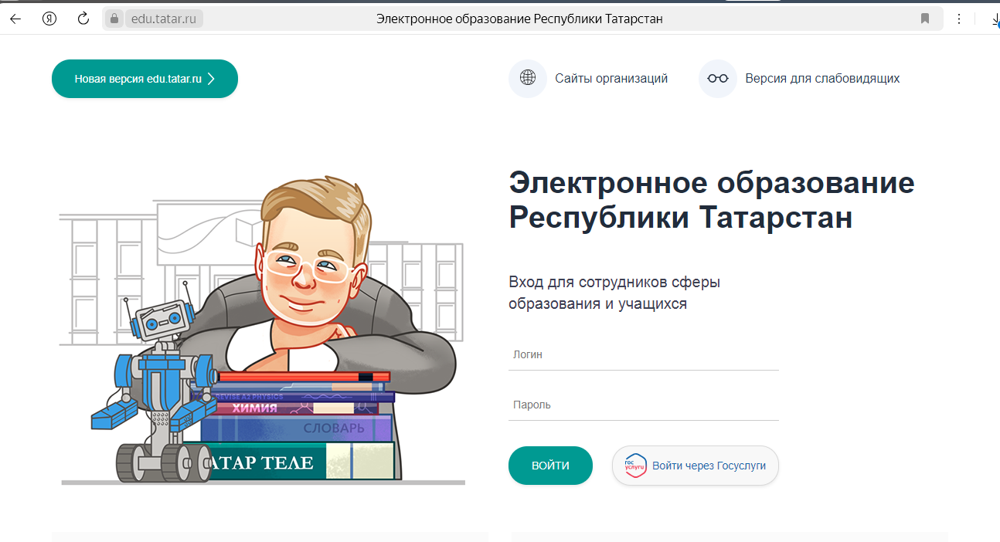 edu.tatar.ru
Электронное образование Республики Татарстан
Новая версия edu.tatar.ru
Сайты организаций
Версия для слабовидящих
Электронное образование
Республики Татарстан
Вход для сотрудников сферы
образования и учащихся
Логин
Пароль
ВОЙТИ
гос
услуги
Войти через Госуслуги
REVISE A2 PHYSICS
ХИМИЯ
СЛОВАРЬ
АТАР ТЕЛЕ